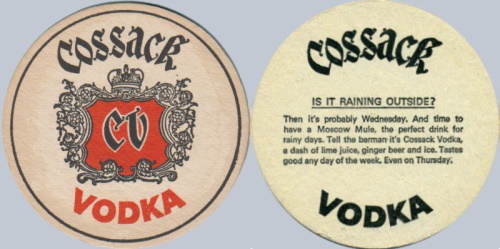 Cossack
CV
VODKA
Cossack
IS IT RAINING OUTSIDE?
Then it's probably Wednesday. And time to
have a Moscow Mule, the perfect drink for
rainy days. Tell the berman it's Cossack Vodka,
a dash of lime juice, ginger beer and ice. Tastes
good any day of the week. Even on Thursday.
VODKA